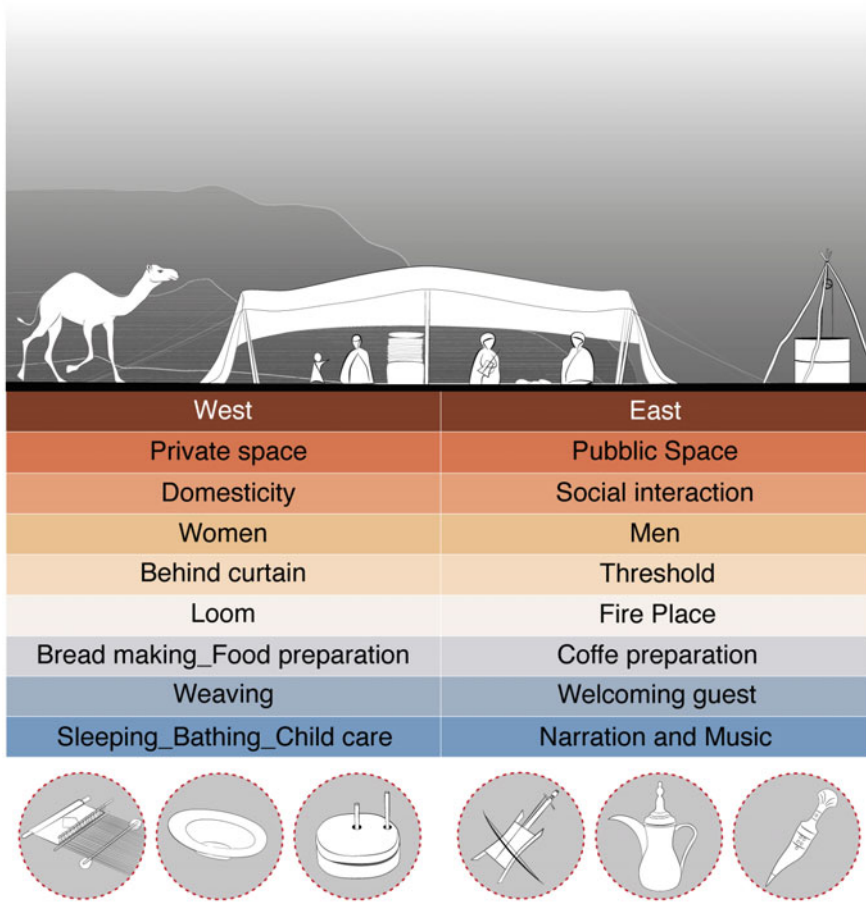 West East
Private space Pubblic Space
Domesticity Social interaction
Women Men
Behind curtain Threshold
Loom Fire Place
Bread making_Food preparation Coffe preparation
Weaving Welcoming guest
Sleeping_Bathing_Child care Narration and Music